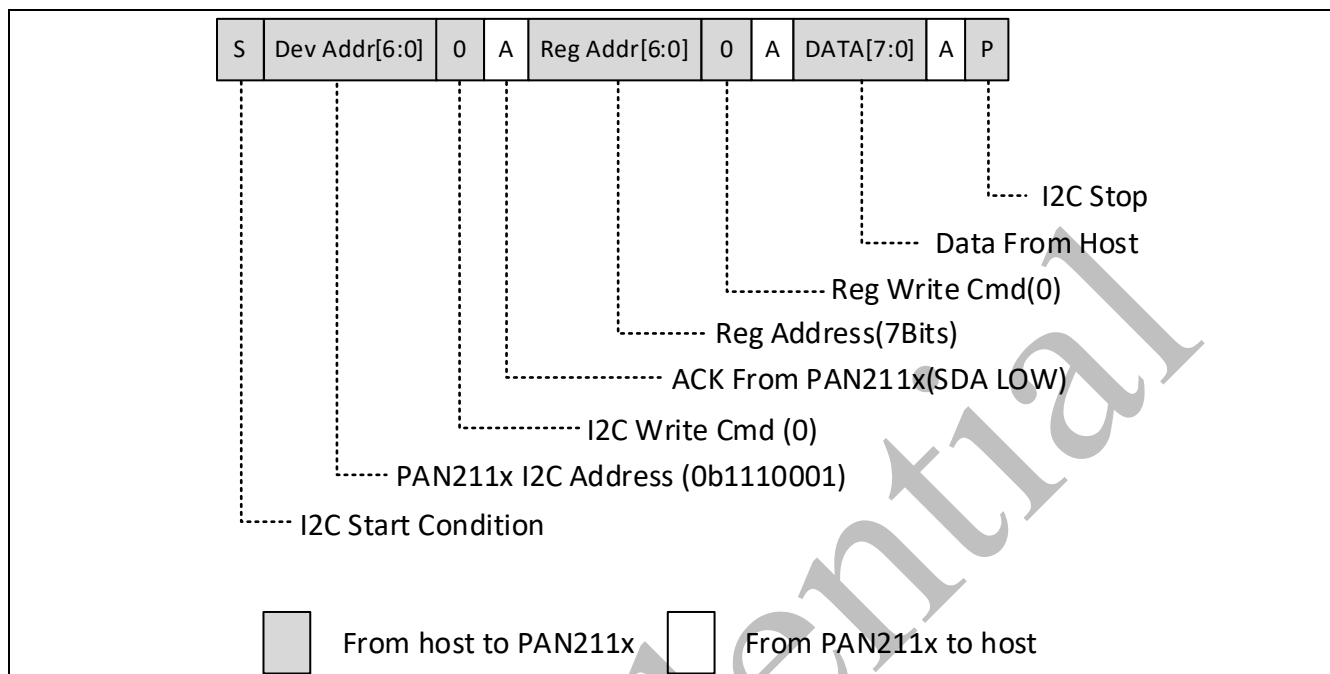 S Dev Addr[6:0] 0 A Reg Addr[6:0] 0 A DATA[7:0] A P
I2C Stop
Data From Host
Reg Write Cmd(0)
Reg Address(7Bits)
ACK From PAN211x(SDA LOW)
I2C Write Cmd (0)
PAN211x I2C Address (0b1110001)
I2C Start Condition
From host to PAN211x From PAN211x to host